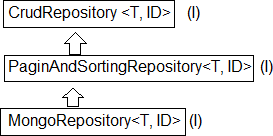 CrudRepository <T, ID> (I)
PaginAndSortingRepository<T, ID> (I)
MongoRepository<T, ID> (I)